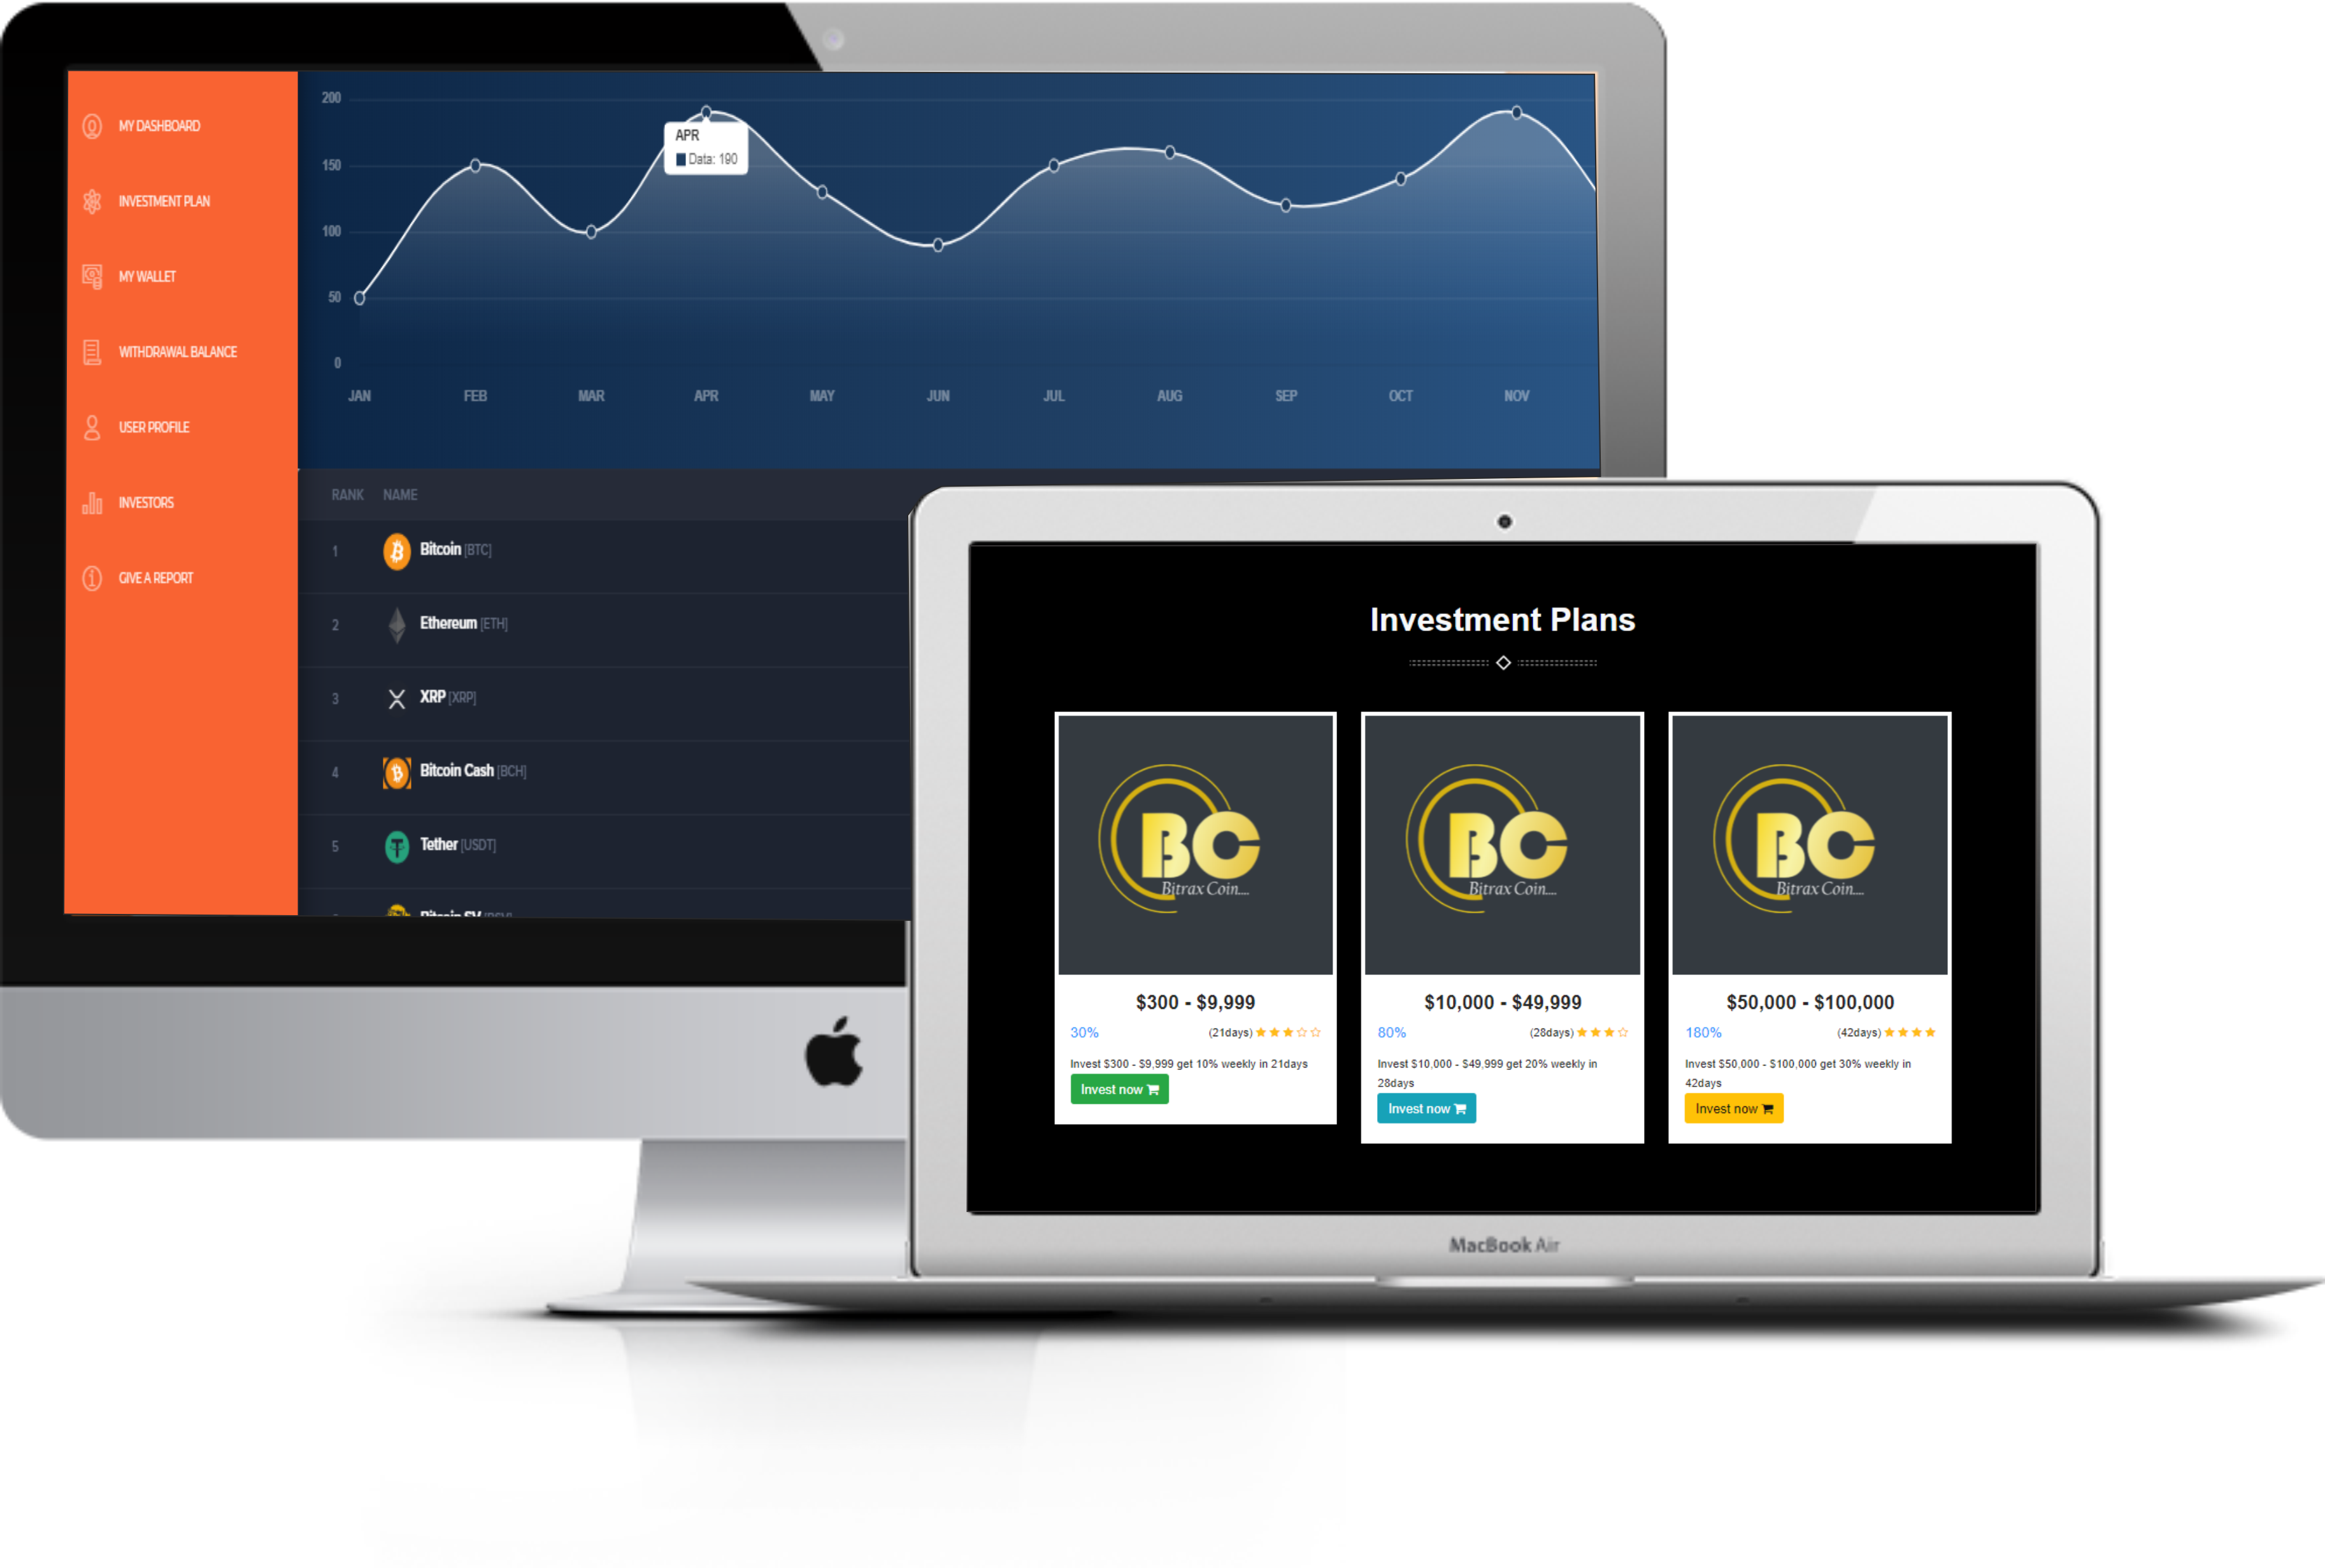 MY DASHBOARD
INVESTMENT PLAN
MY WALLET
WITHDRAWAL BALANCE
USER PROFILE
INVESTORS
GIVE A REPORT
200
150
100
50
0
APR
Data: 190
JAN FEB MAR APR MAY JUN JUL AUG SEP OCT NOV
RANK NAME
1 Bitcoin [BTC]
2 Ethereum [ETH]
3 XRP [XRP]
4 Bitcoin Cash [BCH]
5 Tether [USDT]
Bitcoin SV [BSV]
Investment Plans
BC
Bitrax Coin....
$300 - $9,999
30% (21days)
Invest $300 - $9,999 get 10% weekly in 21days
Invest now
BC
Bitrax Coin....
$10,000 - $49,999
80% (28days)
Invest $10,000 - $49,999 get 20% weekly in
28days
Invest now
BC
Bitrax Coin....
$50,000 - $100,000
180% (42days)
Invest $50,000 - $100,000 get 30% weekly in
42days
Invest now
MacBook Air